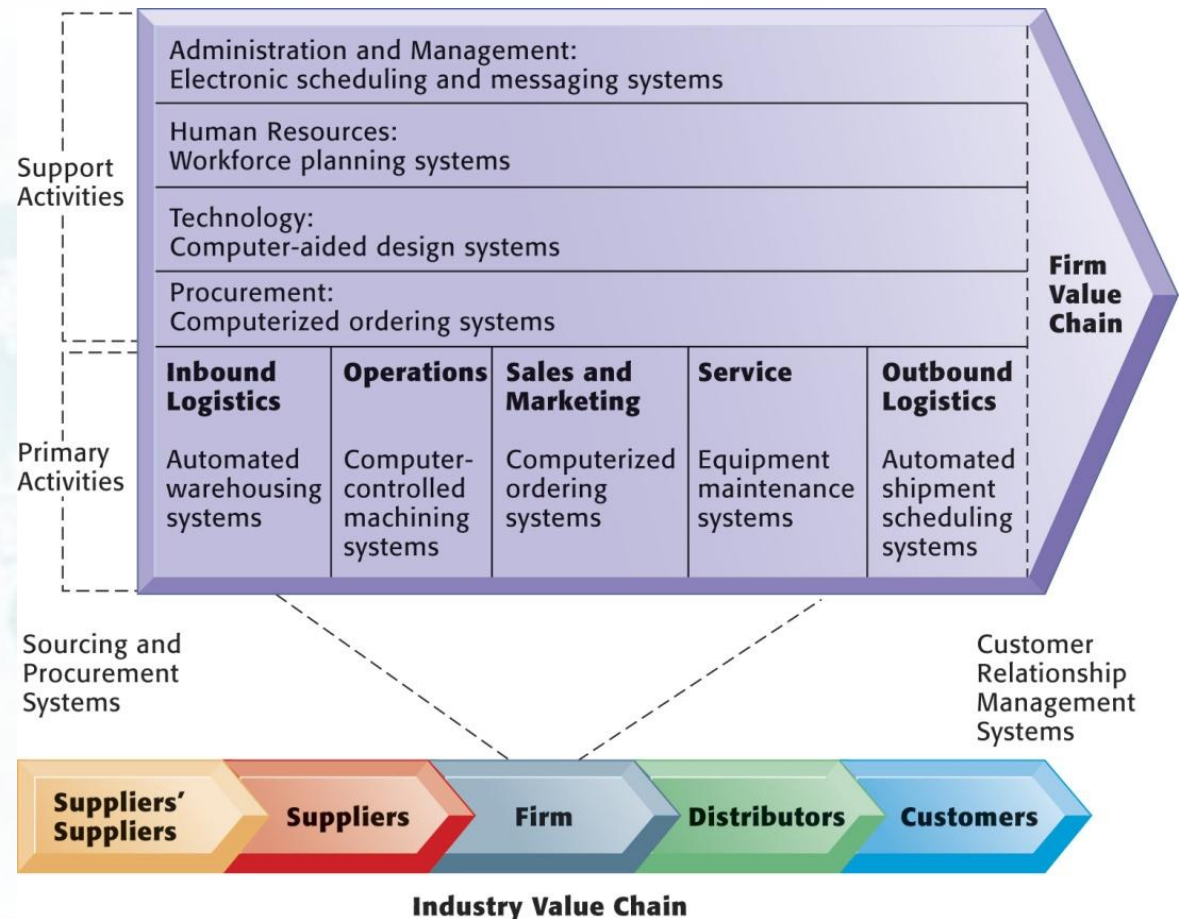 Administration and Management:
Electronic scheduling and messaging systems
Human Resources:
Workforce planning systems
Support
Activities
Technology:
Computer-aided design systems
Procurement:
Computerized ordering systems
Firm
Value
Chain
Primary
Activities
Inbound
Logistics
Automated
warehousing
systems
Operations
Computer-
controlled
machining
systems
Sales and
Marketing
Computerized
ordering
systems
Service
Equipment
maintenance
systems
Outbound
Logistics
Automated
shipment
scheduling
systems
Sourcing and
Procurement
Systems
Customer
Relationship
Management
Systems
Suppliers’
Suppliers
Suppliers
Firm
Distributors
Customers
Industry Value Chain